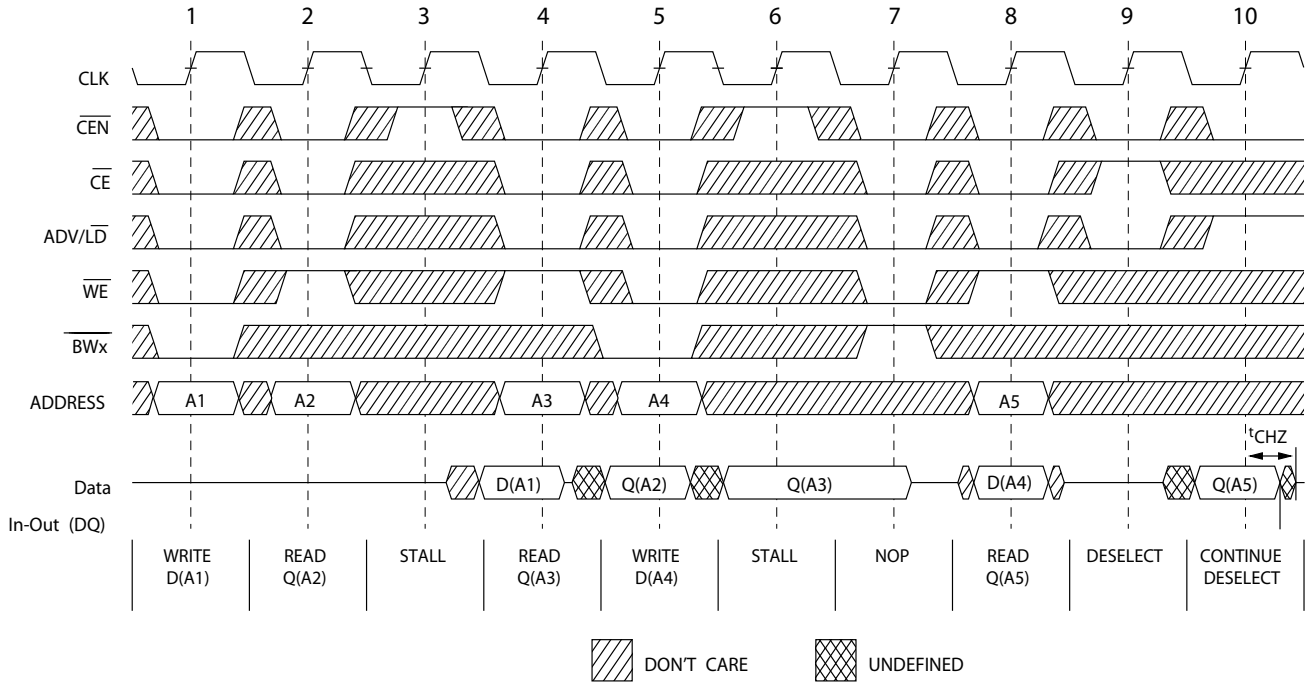 1 2 3 4 5 6 7 8 9 10
CLK
CEN
CE
ADV/LD
WE
BWx
ADDRESS A1 A2 A3 A4 A5
tCHZ
Data D(A1) Q(A2) Q(A3) D(A4) Q(A5)
In-Out (DQ)
WRITE READ STALL READ WRITE STALL NOP READ DESELECT CONTINUE
D(A1) Q(A2) Q(A3) D(A4) Q(A5) DESELECT
DON'T CARE UNDEFINED